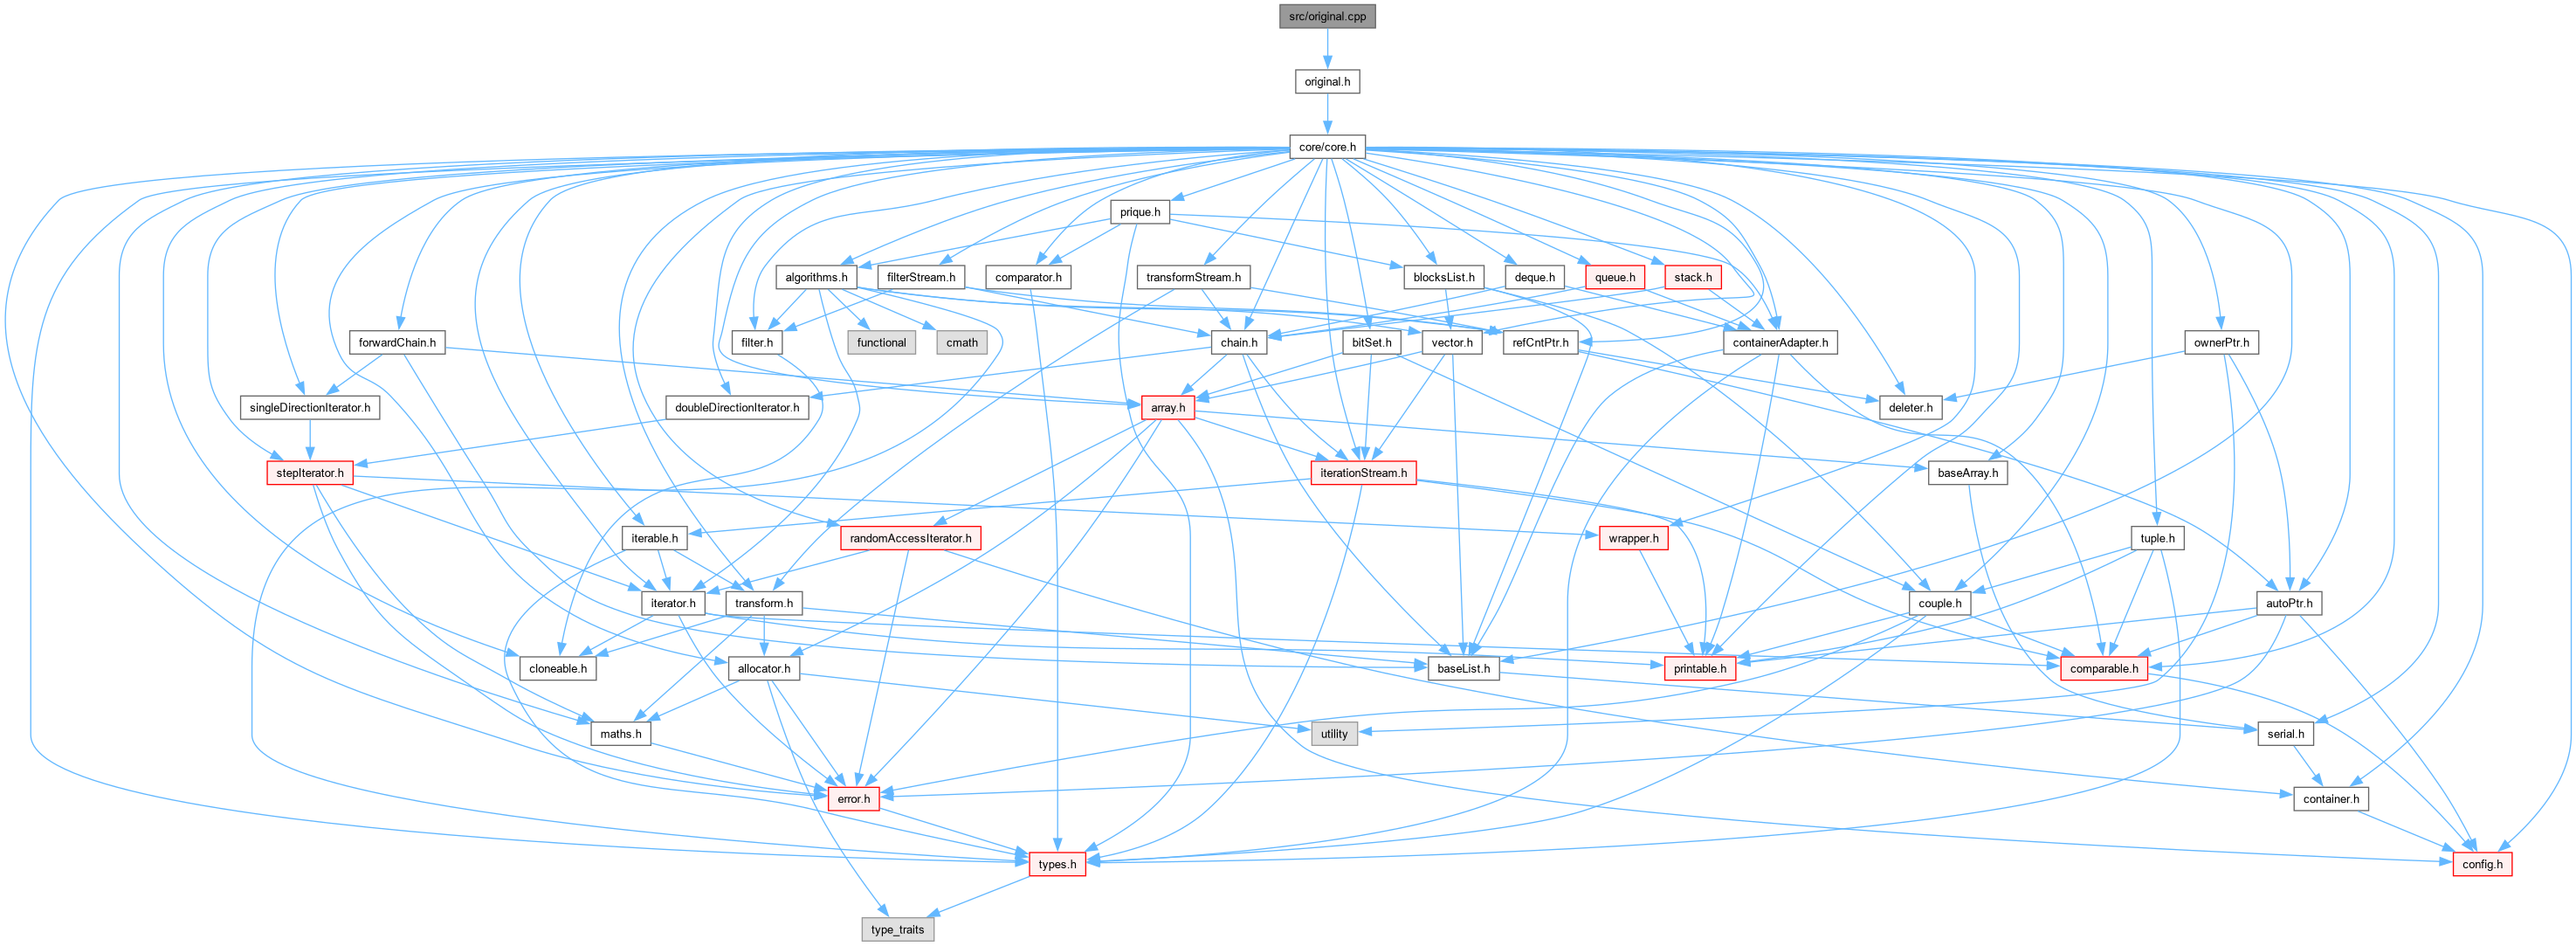 src/original.cpp
original.h
core/core.h
prique.h
algorithms.h
filterStream.h
comparator.h
transformStream.h
blocksList.h
deque.h
queue.h
stack.h
forwardChain.h
filter.h
functional
cmath
chain.h
bitSet.h
vector.h
refCntPtr.h
containerAdapter.h
ownerPtr.h
singleDirectionIterator.h
doubleDirectionIterator.h
array.h
deleter.h
stepIterator.h
iterationStream.h
baseArray.h
iterable.h
randomAccessIterator.h
wrapper.h
tuple.h
iterator.h
transform.h
couple.h
autoPtr.h
cloneable.h
allocator.h
printable.h
baseList.h
comparable.h
maths.h
utility
serial.h
error.h
container.h
types.h
config.h
type_traits